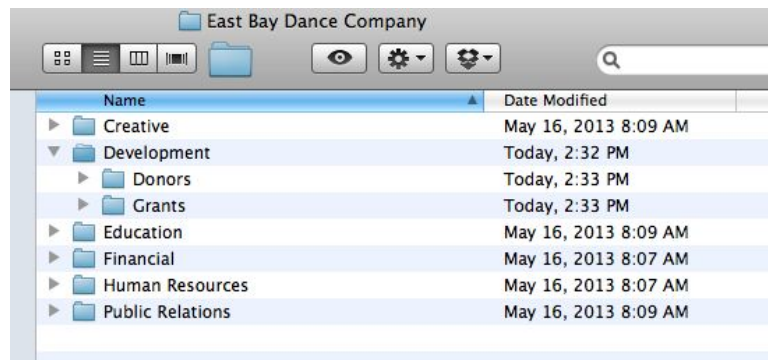 East Bay Dance Company
Name Date Modified
Creative May 16, 2013 8:09 AM
Development Today, 2:32 PM
Donors Today, 2:33 PM
Grants Today, 2:33 PM
Education May 16, 2013 8:09 AM
Financial May 16, 2013 8:07 AM
Human Resources May 16, 2013 8:07 AM
Public Relations May 16, 2013 8:09 AM